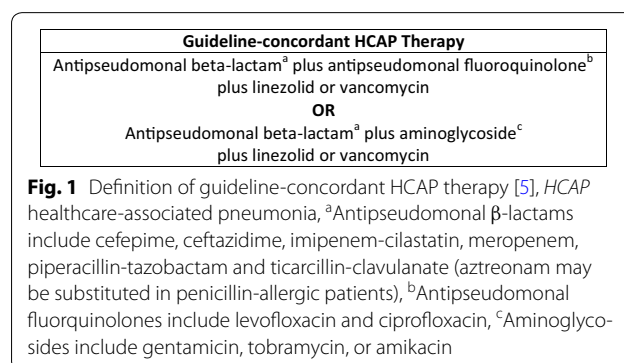 Guideline-concordant HCAP Therapy
Antipseudomonal beta-lactamᵃ plus antipseudomonal fluoroquinoloneᵇ
plus linezolid or vancomycin
OR
Antipseudomonal beta-lactamᵃ plus aminoglycosideᶜ
plus linezolid or vancomycin
Fig. 1 Definition of guideline-concordant HCAP therapy [5], HCAP
healthcare-associated pneumonia, ᵃAntipseudomonal β-lactams
include cefepime, ceftazidime, imipenem-cilastatin, meropenem,
piperacillin-tazobactam and ticarcillin-clavulanate (aztreonam may
be substituted in penicillin-allergic patients), ᵇAntipseudomonal
fluorquinolones include levofloxacin and ciprofloxacin, ᶜAminoglyco-
sides include gentamicin, tobramycin, or amikacin